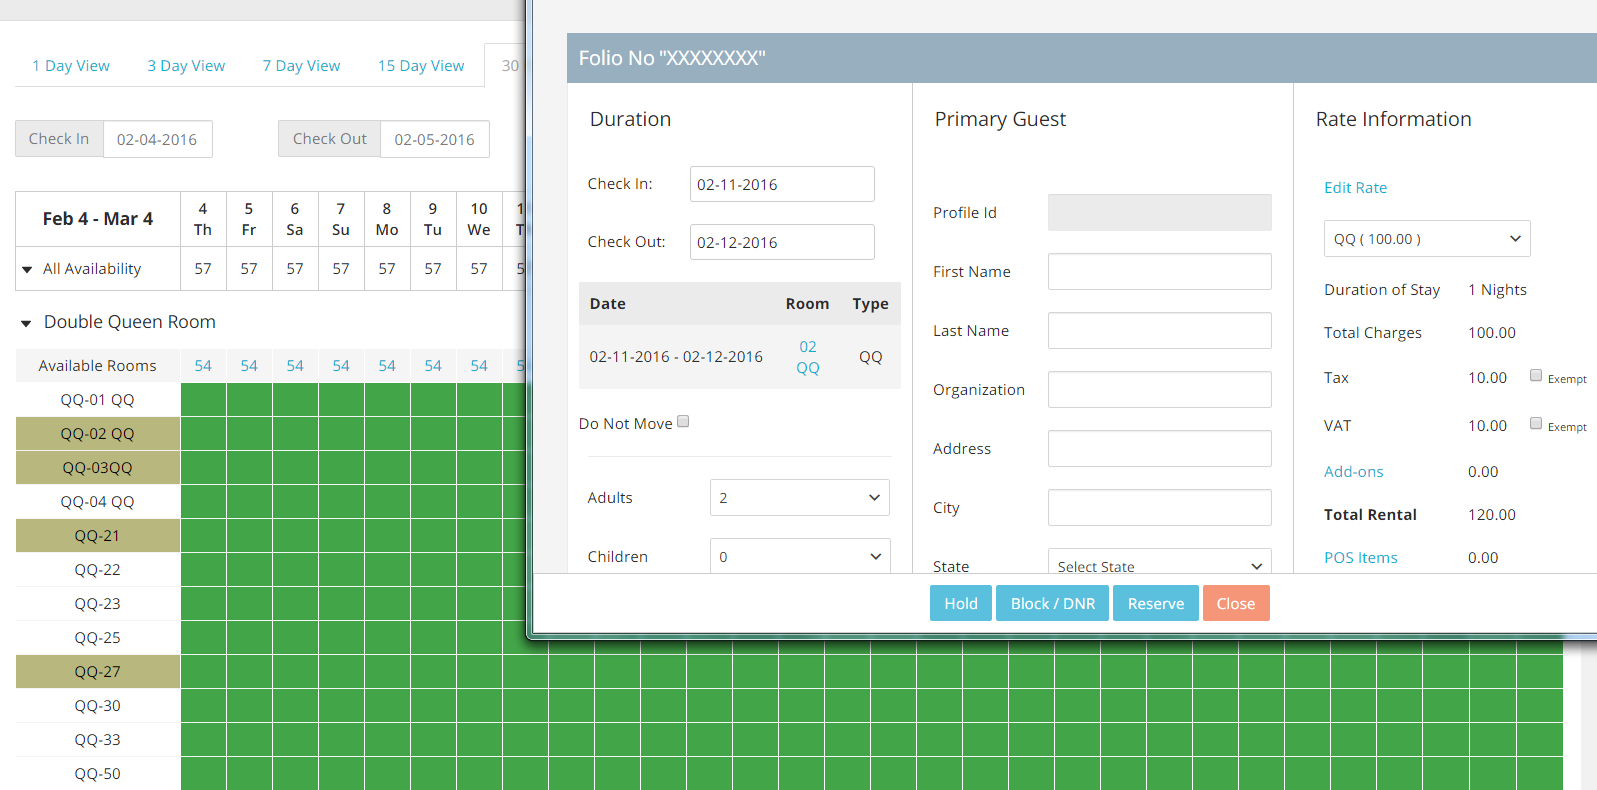 1 Day View 3 Day View 7 Day View 15 Day View 30
Check In 02-04-2016 Check Out 02-05-2016
Feb 4 - Mar 4 4 5 6 7 8 9 10
Th Fr Sa Su Mo Tu We
All Availability 57 57 57 57 57 57 57
Double Queen Room
Available Rooms 54 54 54 54 54 54 54
QQ-01 QQ
QQ-02 QQ
QQ-03QQ
QQ-04 QQ
QQ-21
QQ-22
QQ-23
QQ-25
QQ-27
QQ-30
QQ-33
QQ-50
Folio No "XXXXXXXX"
Duration
Check In: 02-11-2016
Check Out: 02-12-2016
Date Room Type
02-11-2016 - 02-12-2016 02 QQ
QQ
Do Not Move
Adults 2
Children 0
Primary Guest
Profile Id
First Name
Last Name
Organization
Address
City
State Select State
Rate Information
Edit Rate
QQ ( 100.00 )
Duration of Stay 1 Nights
Total Charges 100.00
Tax 10.00 Exempt
VAT 10.00 Exempt
Add-ons 0.00
Total Rental 120.00
POS Items 0.00
Hold Block / DNR Reserve Close